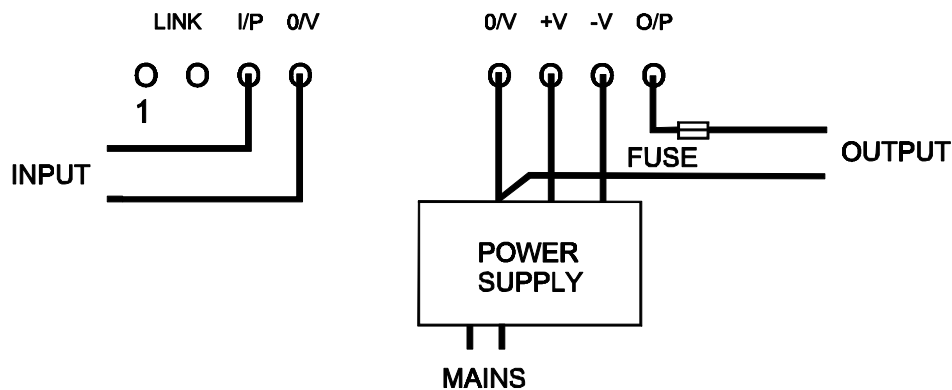 LINK I/P 0/V 0/V +V -V O/P
1
INPUT
FUSE
OUTPUT
POWER
SUPPLY
MAINS